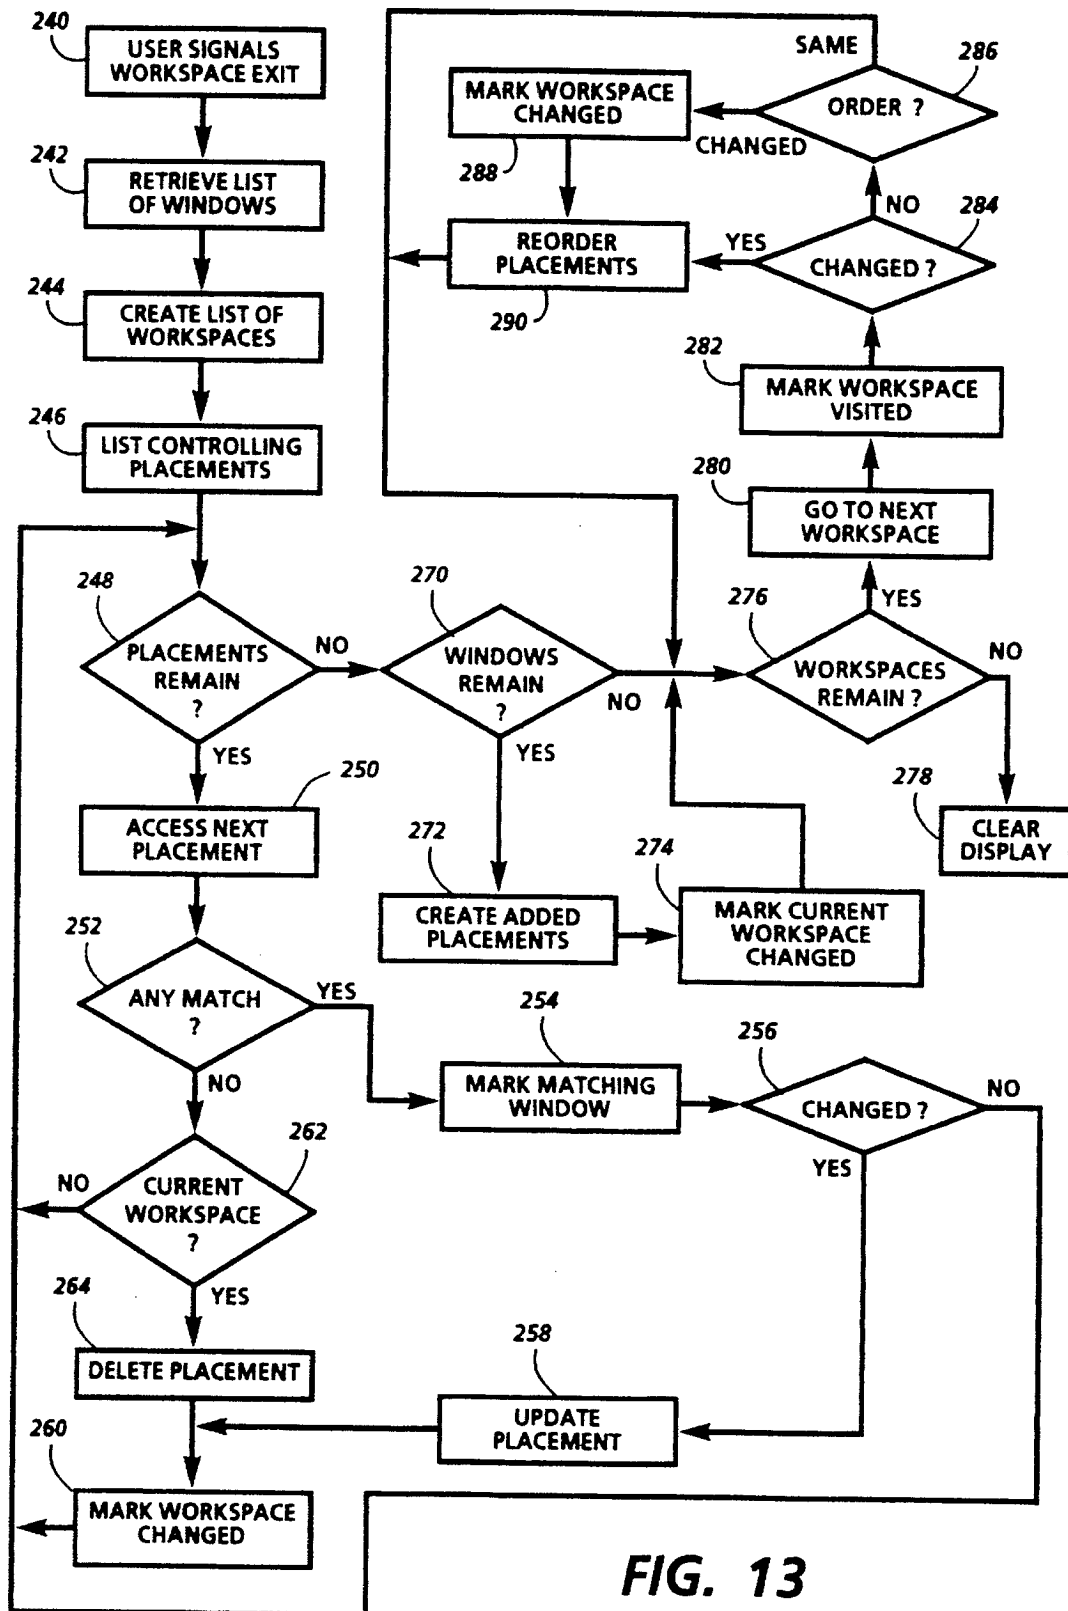 240
USER SIGNALS
WORKSPACE EXIT
242
RETRIEVE LIST
OF WINDOWS
244
CREATE LIST OF
WORKSPACES
246
LIST CONTROLLING
PLACEMENTS
248
PLACEMENTS
REMAIN
?
NO
YES
250
ACCESS NEXT
PLACEMENT
252
ANY MATCH
?
YES
NO
262
CURRENT
WORKSPACE
?
NO
YES
264
DELETE PLACEMENT
260
MARK WORKSPACE
CHANGED
254
MARK MATCHING
WINDOW
256
CHANGED ?
NO
YES
258
UPDATE
PLACEMENT
270
WINDOWS
REMAIN
?
NO
YES
272
CREATE ADDED
PLACEMENTS
274
MARK CURRENT
WORKSPACE
CHANGED
276
WORKSPACES
REMAIN ?
NO
YES
278
CLEAR
DISPLAY
280
GO TO NEXT
WORKSPACE
282
MARK WORKSPACE
VISITED
284
CHANGED ?
YES
NO
286
ORDER ?
SAME
CHANGED
288
MARK WORKSPACE
CHANGED
290
REORDER
PLACEMENTS
FIG. 13